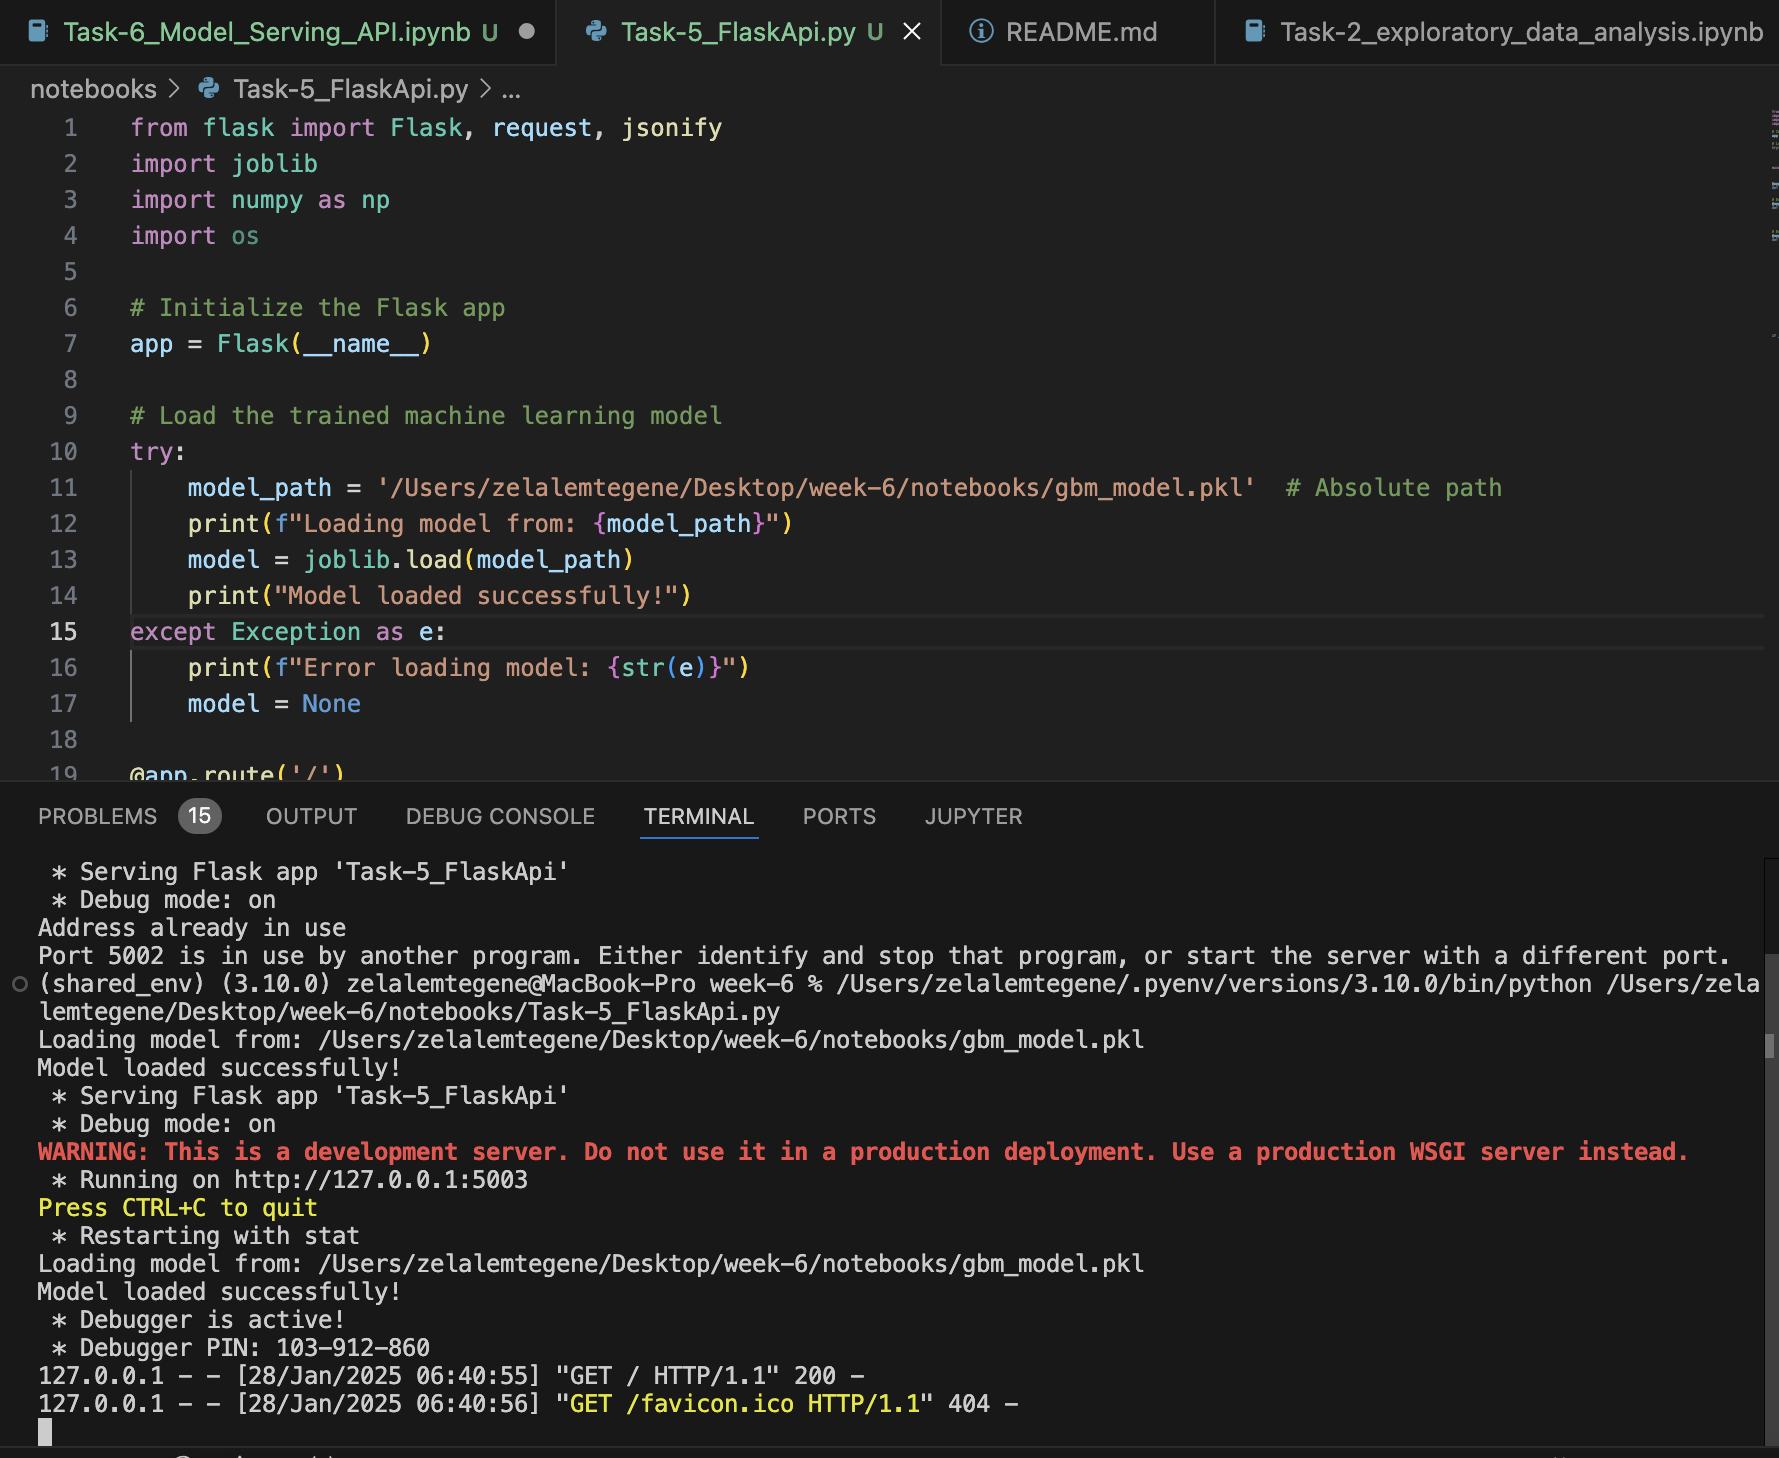 Task-6_Model_Serving_API.ipynb U
Task-5_FlaskApi.py U
README.md
Task-2_exploratory_data_analysis.ipynb
notebooks > Task-5_FlaskApi.py > ...
1 from flask import Flask, request, jsonify
2 import joblib
3 import numpy as np
4 import os
5
6 # Initialize the Flask app
7 app = Flask(__name__)
8
9 # Load the trained machine learning model
10 try:
11 model_path = '/Users/zelalemtegene/Desktop/week-6/notebooks/gbm_model.pkl'  # Absolute path
12 print(f"Loading model from: {model_path}")
13 model = joblib.load(model_path)
14 print("Model loaded successfully!")
15 except Exception as e:
16 print(f"Error loading model: {str(e)}")
17 model = None
18
19 @app.route('/')
PROBLEMS 15 OUTPUT DEBUG CONSOLE TERMINAL PORTS JUPYTER
* Serving Flask app 'Task-5_FlaskApi'
* Debug mode: on
Address already in use
Port 5002 is in use by another program. Either identify and stop that program, or start the server with a different port.
(shared_env) (3.10.0) zelalemtegene@MacBook-Pro week-6 % /Users/zelalemtegene/.pyenv/versions/3.10.0/bin/python /Users/zela
lemtegene/Desktop/week-6/notebooks/Task-5_FlaskApi.py
Loading model from: /Users/zelalemtegene/Desktop/week-6/notebooks/gbm_model.pkl
Model loaded successfully!
* Serving Flask app 'Task-5_FlaskApi'
* Debug mode: on
WARNING: This is a development server. Do not use it in a production deployment. Use a production WSGI server instead.
* Running on http://127.0.0.1:5003
Press CTRL+C to quit
* Restarting with stat
Loading model from: /Users/zelalemtegene/Desktop/week-6/notebooks/gbm_model.pkl
Model loaded successfully!
* Debugger is active!
* Debugger PIN: 103-912-860
127.0.0.1 - - [28/Jan/2025 06:40:55] "GET / HTTP/1.1" 200 -
127.0.0.1 - - [28/Jan/2025 06:40:56] "GET /favicon.ico HTTP/1.1" 404 -